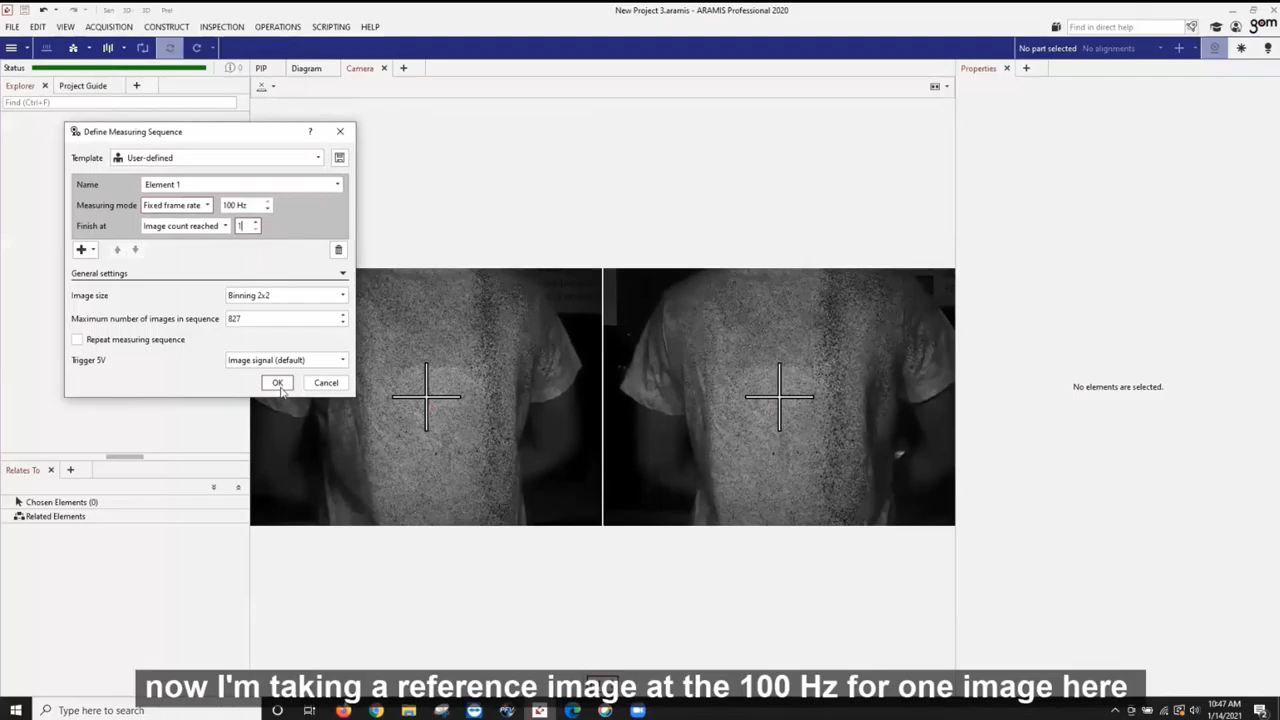 New Project 3.aramis - ARAMIS Professional 2020
FILE EDIT VIEW ACQUISITION CONSTRUCT INSPECTION OPERATIONS SCRIPTING HELP
Find in direct help
gom
No part selected
No alignments
Status
0
PIP Diagram Camera
Properties
Explorer Project Guide
Find (Ctrl+F)
Define Measuring Sequence ?
Template User-defined
Name Element 1
Measuring mode Fixed frame rate 100 Hz
Finish at Image count reached 1
General settings
Image size Binning 2x2
Maximum number of images in sequence 827
Repeat measuring sequence
Trigger 5V Image signal (default)
OK Cancel
No elements are selected.
Relates To
Chosen Elements (0)
Related Elements
now I'm taking a reference image at the 100 Hz for one image here
Type here to search
10:47 AM
1/14/2021